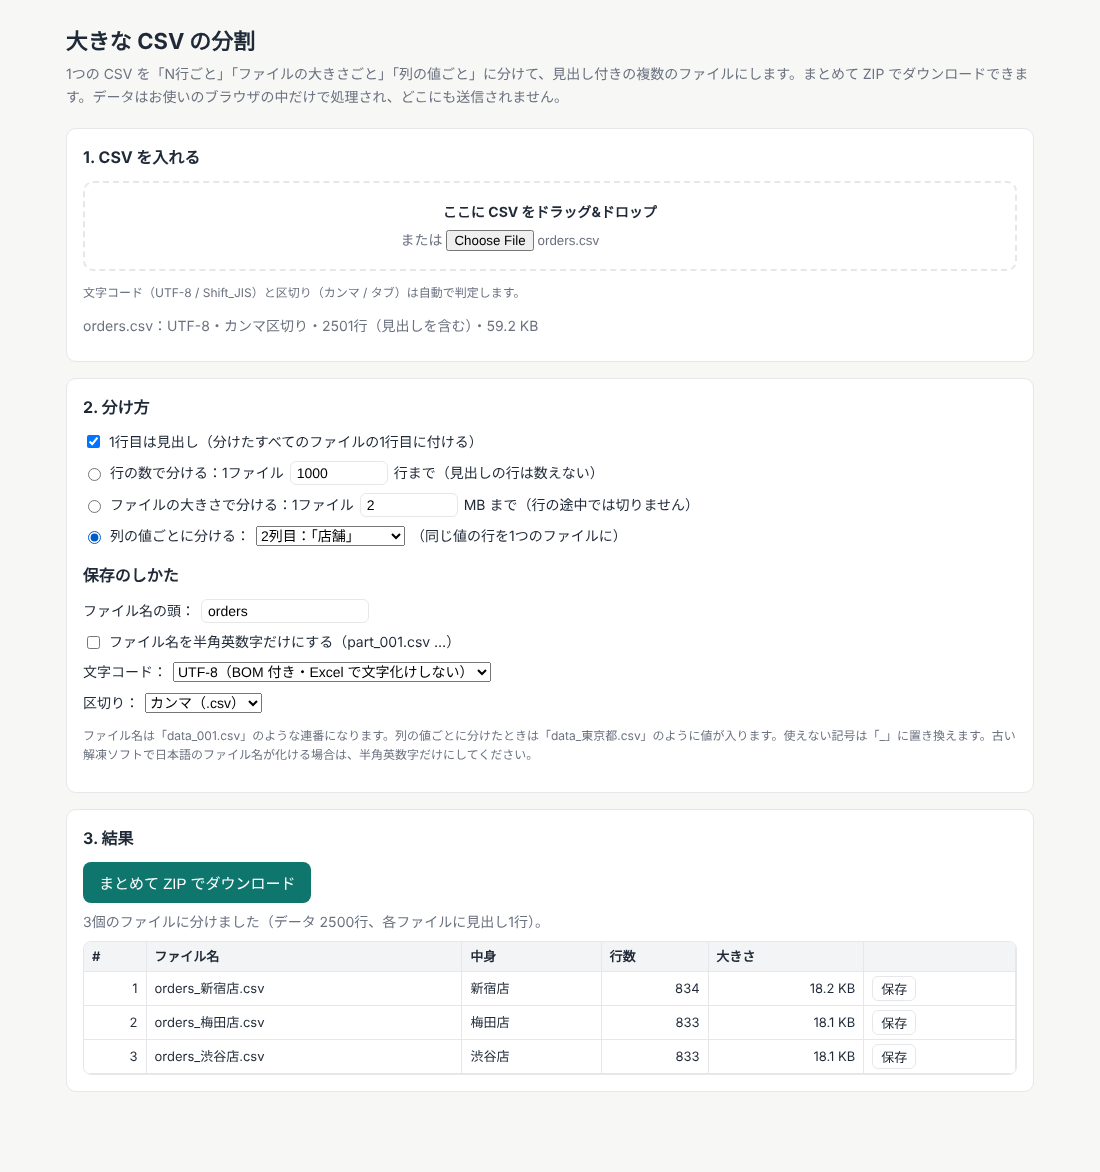 大きな CSV の分割
1つの CSV を「N行ごと」「ファイルの大きさごと」「列の値ごと」に分けて、見出し付きの複数のファイルにします。まとめて ZIP でダウンロードできま
す。データはお使いのブラウザの中だけで処理され、どこにも送信されません。
1. CSV を入れる
ここに CSV をドラッグ&ドロップ
または Choose File orders.csv
文字コード（UTF-8 / Shift_JIS）と区切り（カンマ / タブ）は自動で判定します。
orders.csv：UTF-8・カンマ区切り・2501行（見出しを含む）・59.2 KB
2. 分け方
1行目は見出し（分けたすべてのファイルの1行目に付ける）
行の数で分ける：1ファイル 1000 行まで（見出しの行は数えない）
ファイルの大きさで分ける：1ファイル 2 MB まで（行の途中では切りません）
列の値ごとに分ける： 2列目：「店舗」 （同じ値の行を1つのファイルに）
保存のしかた
ファイル名の頭： orders
ファイル名を半角英数字だけにする（part_001.csv …）
文字コード： UTF-8（BOM 付き・Excel で文字化けしない）
区切り： カンマ（.csv）
ファイル名は「data_001.csv」のような連番になります。列の値ごとに分けたときは「data_東京都.csv」のように値が入ります。使えない記号は「_」に置き換えます。古い
解凍ソフトで日本語のファイル名が化ける場合は、半角英数字だけにしてください。
3. 結果
まとめて ZIP でダウンロード
3個のファイルに分けました（データ 2500行、各ファイルに見出し1行）。
# ファイル名 中身 行数 大きさ
1 orders_新宿店.csv 新宿店 834 18.2 KB 保存
2 orders_梅田店.csv 梅田店 833 18.1 KB 保存
3 orders_渋谷店.csv 渋谷店 833 18.1 KB 保存